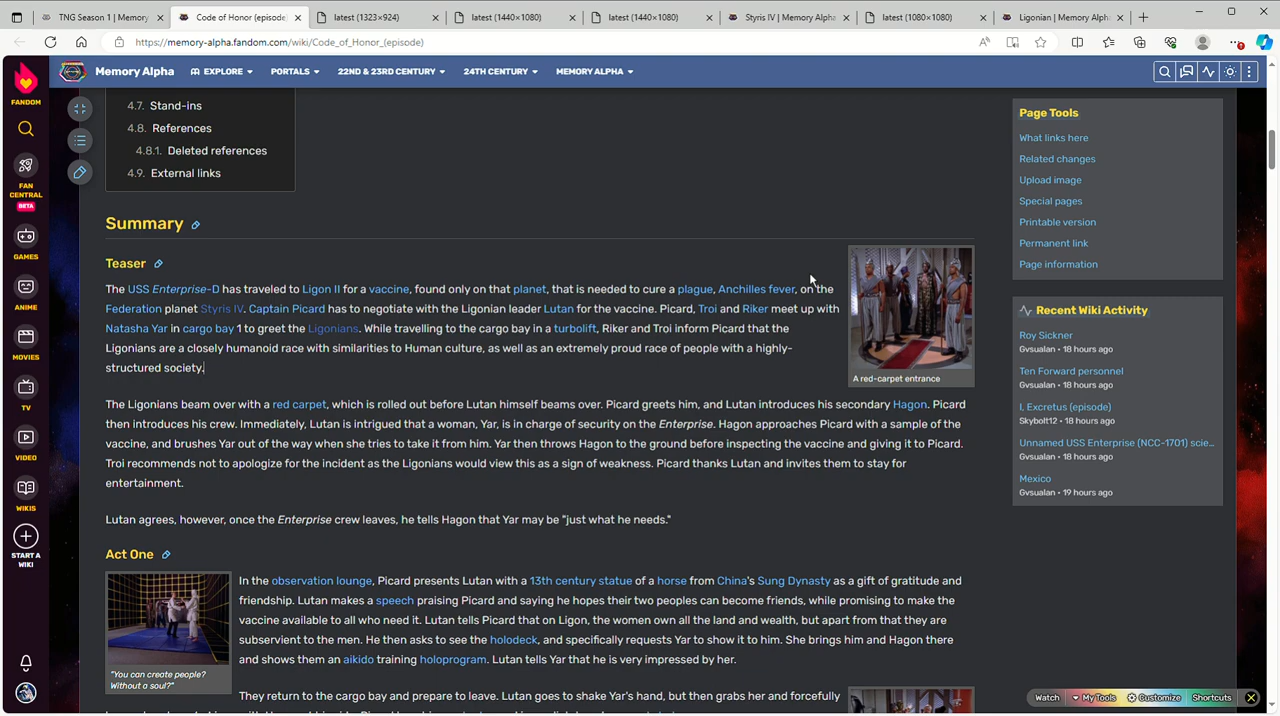 TNG Season 1 | Memory Alpha
Code of Honor (episode)
latest (1323×924)
latest (1440×1080)
latest (1440×1080)
Styris IV | Memory Alpha
latest (1080×1080)
Ligonian | Memory Alpha
https://memory-alpha.fandom.com/wiki/Code_of_Honor_(episode)
Memory Alpha
EXPLORE
PORTALS
22ND & 23RD CENTURY
24TH CENTURY
MEMORY ALPHA
FANDOM
FAN
CENTRAL
BETA
GAMES
ANIME
MOVIES
TV
VIDEO
WIKIS
START A
WIKI
4.7. Stand-ins
4.8. References
4.8.1. Deleted references
4.9. External links
Summary
Teaser
The USS Enterprise-D has traveled to Ligon II for a vaccine, found only on that planet, that is needed to cure a plague, Anchilles fever, on the
Federation planet Styris IV. Captain Picard has to negotiate with the Ligonian leader Lutan for the vaccine. Picard, Troi and Riker meet up with
Natasha Yar in cargo bay 1 to greet the Ligonians. While travelling to the cargo bay in a turbolift, Riker and Troi inform Picard that the
Ligonians are a closely humanoid race with similarities to Human culture, as well as an extremely proud race of people with a highly-
structured society.
A red-carpet entrance
The Ligonians beam over with a red carpet, which is rolled out before Lutan himself beams over. Picard greets him, and Lutan introduces his secondary Hagon. Picard
then introduces his crew. Immediately, Lutan is intrigued that a woman, Yar, is in charge of security on the Enterprise. Hagon approaches Picard with a sample of the
vaccine, and brushes Yar out of the way when she tries to take it from him. Yar then throws Hagon to the ground before inspecting the vaccine and giving it to Picard.
Troi recommends not to apologize for the incident as the Ligonians would view this as a sign of weakness. Picard thanks Lutan and invites them to stay for
entertainment.
Lutan agrees, however, once the Enterprise crew leaves, he tells Hagon that Yar may be "just what he needs."
Act One
"You can create people?
Without a soul?"
In the observation lounge, Picard presents Lutan with a 13th century statue of a horse from China's Sung Dynasty as a gift of gratitude and
friendship. Lutan makes a speech praising Picard and saying he hopes their two peoples can become friends, while promising to make the
vaccine available to all who need it. Lutan tells Picard that on Ligon, the women own all the land and wealth, but apart from that they are
subservient to the men. He then asks to see the holodeck, and specifically requests Yar to show it to him. She brings him and Hagon there
and shows them an aikido training holoprogram. Lutan tells Yar that he is very impressed by her.
They return to the cargo bay and prepare to leave. Lutan goes to shake Yar's hand, but then grabs her and forcefully
Page Tools
What links here
Related changes
Upload image
Special pages
Printable version
Permanent link
Page information
Recent Wiki Activity
Roy Sickner
Gvsualan • 18 hours ago
Ten Forward personnel
Gvsualan • 18 hours ago
I, Excretus (episode)
Skybolt12 • 18 hours ago
Unnamed USS Enterprise (NCC-1701) scie...
Gvsualan • 18 hours ago
Mexico
Gvsualan • 19 hours ago
Watch
My Tools
Customize
Shortcuts